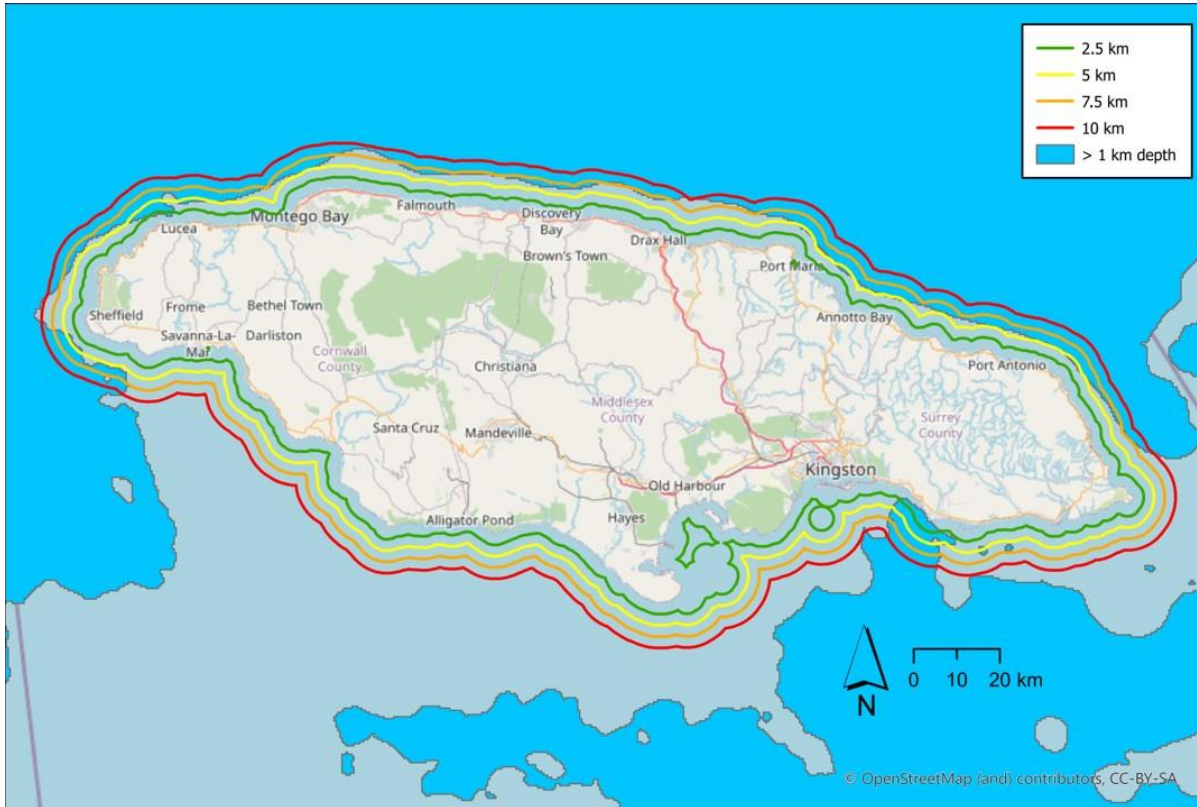 2.5 km
5 km
7.5 km
10 km
> 1 km depth
Montego Bay
Falmouth
Discovery
Bay
Lucea
Drax Hall
Brown's Town
Port Maria
Sheffield
Frome
Bethel Town
Annotto Bay
Savanna-La-
Mar
Darliston
Cornwall
County
Christiana
Port Antonio
Middlesex
County
Surrey
County
Santa Cruz
Mandeville
Kingston
Old Harbour
Alligator Pond
Hayes
N
0 10 20 km
© OpenStreetMap (and) contributors, CC-BY-SA